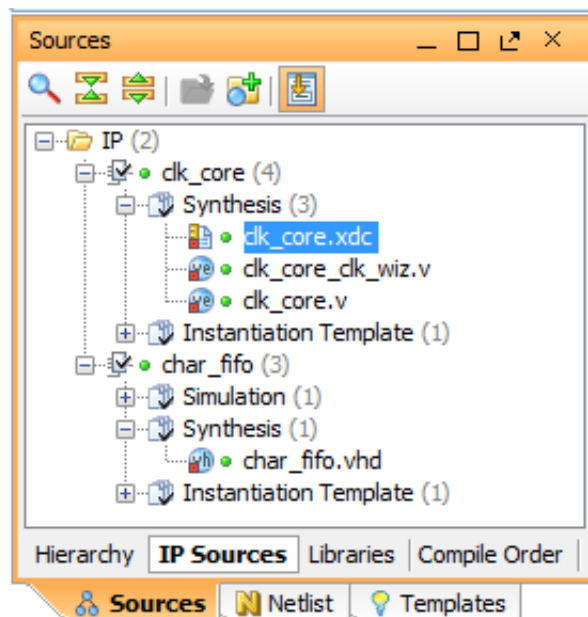 Sources
IP (2)
clk_core (4)
Synthesis (3)
clk_core.xdc
clk_core_clk_wiz.v
clk_core.v
Instantiation Template (1)
char_fifo (3)
Simulation (1)
Synthesis (1)
char_fifo.vhd
Instantiation Template (1)
Hierarchy IP Sources Libraries Compile Order
Sources Netlist Templates